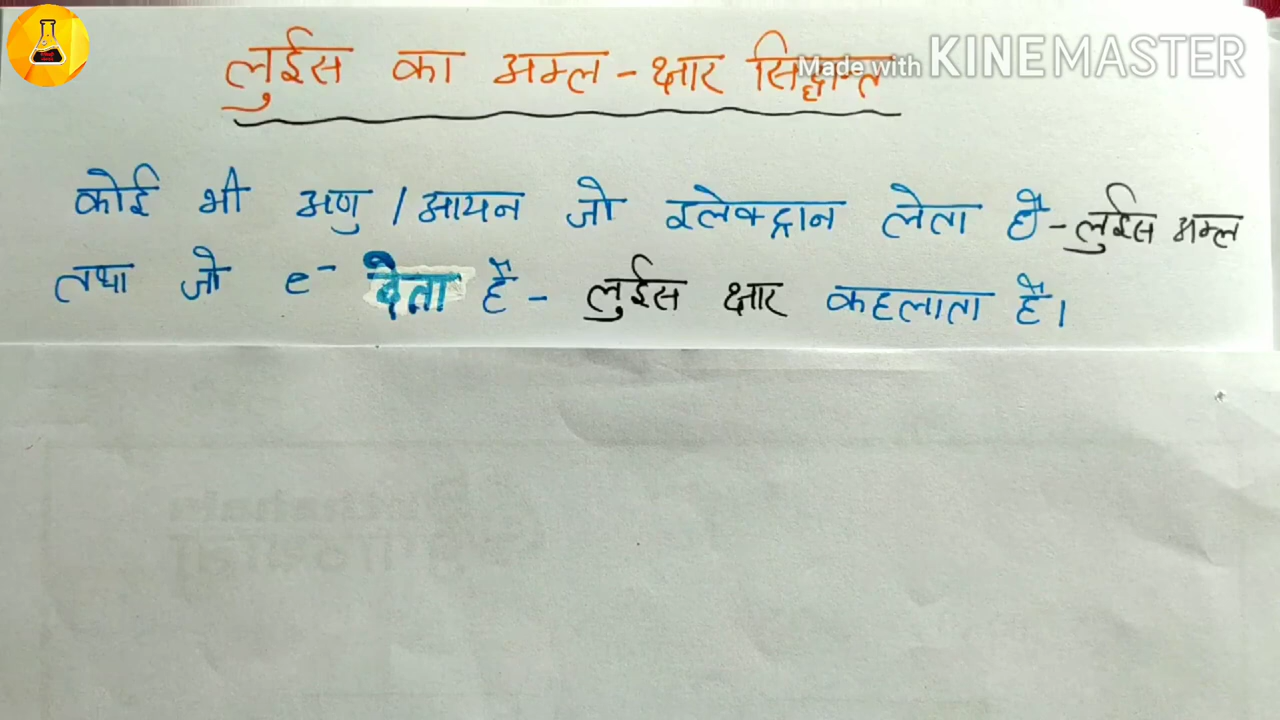 लुईस का अम्ल - क्षार सिद्धान्त
Made with KINEMASTER
कोई भी अणु / आयन जो इलेक्ट्रान लेता है - लुईस अम्ल
तथा जो e⁻ देता है - लुईस क्षार कहलाता है।